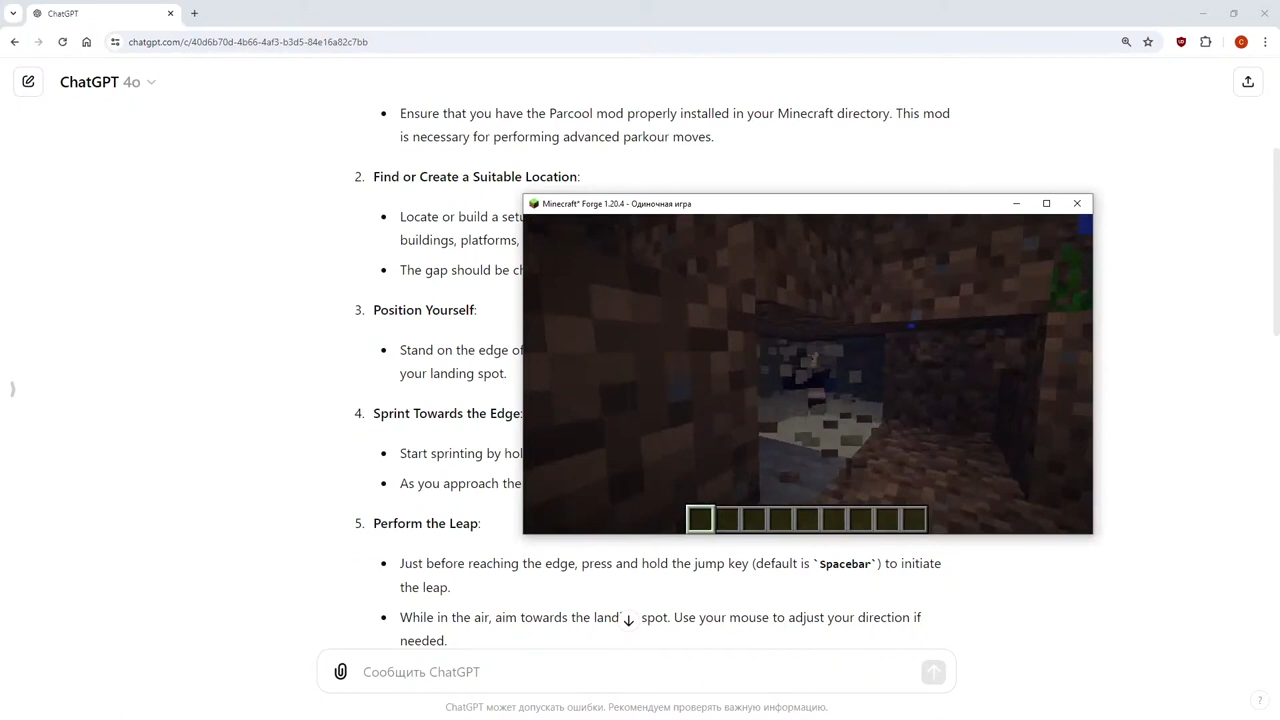 ChatGPT
chatgpt.com/c/40d6b70d-4b66-4af3-b3d5-84e16a82c7bb
ChatGPT 4o
• Ensure that you have the Parcool mod properly installed in your Minecraft directory. This mod
is necessary for performing advanced parkour moves.
2. Find or Create a Suitable Location:
Minecraft* Forge 1.20.4 - Одиночная игра
• Locate or build a setu
buildings, platforms,
• The gap should be ch
3. Position Yourself:
• Stand on the edge of
your landing spot.
4. Sprint Towards the Edge:
• Start sprinting by hol
• As you approach the
5. Perform the Leap:
• Just before reaching the edge, press and hold the jump key (default is `Spacebar`) to initiate
the leap.
• While in the air, aim towards the land spot. Use your mouse to adjust your direction if
needed.
Сообщить ChatGPT
ChatGPT может допускать ошибки. Рекомендуем проверять важную информацию.